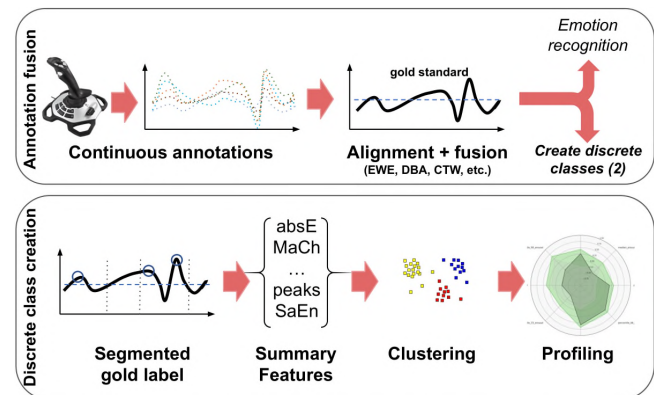 Annotation fusion
Continuous annotations
gold standard
Alignment + fusion
(EWE, DBA, CTW, etc.)
Emotion
recognition
Create discrete
classes (2)
Discrete class creation
Segmented
gold label
absE
MaCh
...
peaks
SaEn
Summary
Features
Clustering
Profiling